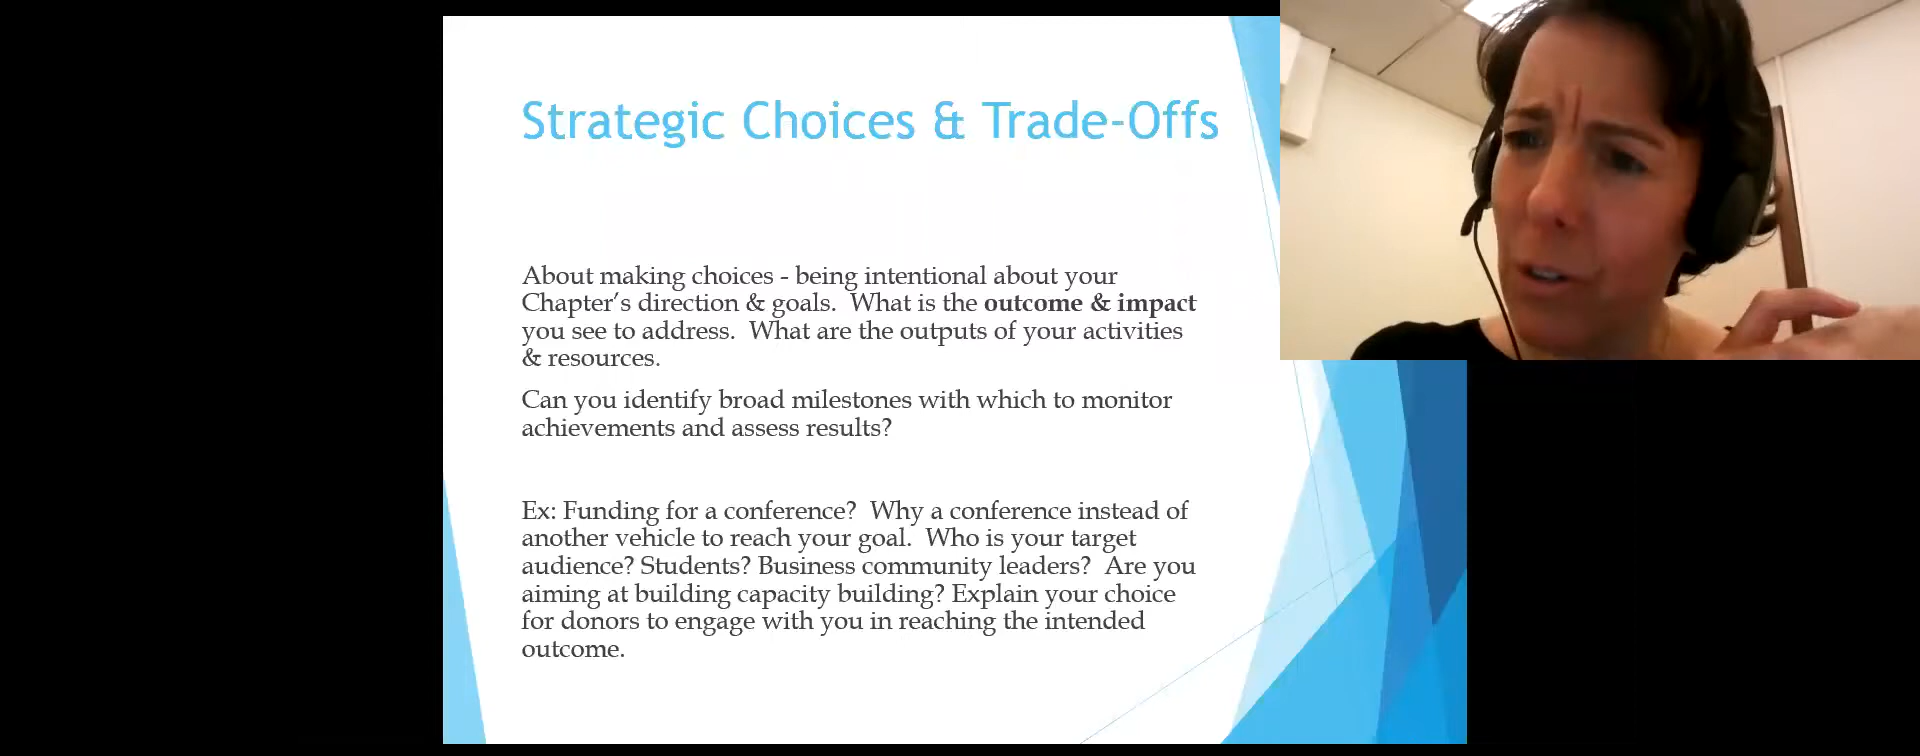 Strategic Choices & Trade-Offs
About making choices - being intentional about your
Chapter's direction & goals.  What is the outcome & impact
you see to address.  What are the outputs of your activities
& resources.
Can you identify broad milestones with which to monitor
achievements and assess results?
Ex: Funding for a conference?  Why a conference instead of
another vehicle to reach your goal.  Who is your target
audience? Students? Business community leaders?  Are you
aiming at building capacity building? Explain your choice
for donors to engage with you in reaching the intended
outcome.